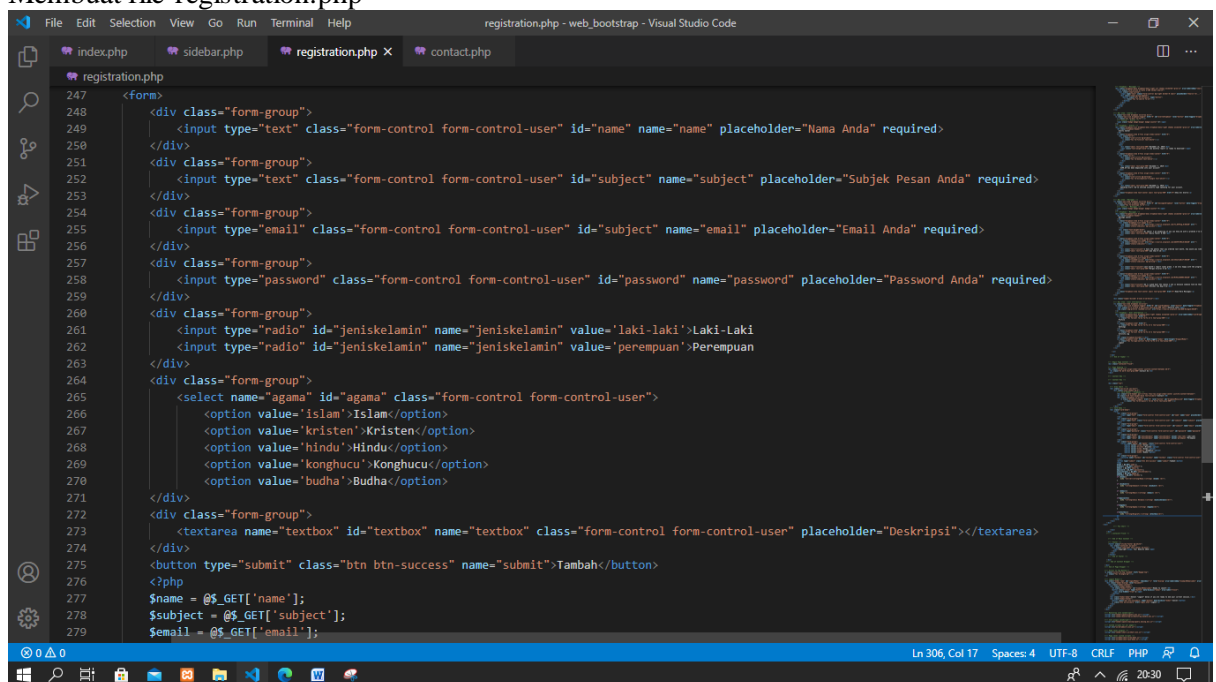 Membuat file registration.php
File Edit Selection View Go Run Terminal Help registration.php - web_bootstrap - Visual Studio Code
index.php sidebar.php registration.php contact.php
registration.php
247 <form>
248 <div class="form-group">
249 <input type="text" class="form-control form-control-user" id="name" name="name" placeholder="Nama Anda" required>
250 </div>
251 <div class="form-group">
252 <input type="text" class="form-control form-control-user" id="subject" name="subject" placeholder="Subjek Pesan Anda" required>
253 </div>
254 <div class="form-group">
255 <input type="email" class="form-control form-control-user" id="subject" name="email" placeholder="Email Anda" required>
256 </div>
257 <div class="form-group">
258 <input type="password" class="form-control form-control-user" id="password" name="password" placeholder="Password Anda" required>
259 </div>
260 <div class="form-group">
261 <input type="radio" id="jeniskelamin" name="jeniskelamin" value='laki-laki'>Laki-Laki
262 <input type="radio" id="jeniskelamin" name="jeniskelamin" value='perempuan'>Perempuan
263 </div>
264 <div class="form-group">
265 <select name="agama" id="agama" class="form-control form-control-user">
266 <option value='islam'>Islam</option>
267 <option value='kristen'>Kristen</option>
268 <option value='hindu'>Hindu</option>
269 <option value='konghucu'>Konghucu</option>
270 <option value='budha'>Budha</option>
271 </div>
272 <div class="form-group">
273 <textarea name="textbox" id="textbox" name="textbox" class="form-control form-control-user" placeholder="Deskripsi"></textarea>
274 </div>
275 <button type="submit" class="btn btn-success" name="submit">Tambah</button>
276 <?php
277 $name = @$_GET['name'];
278 $subject = @$_GET['subject'];
279 $email = @$_GET['email'];
0 0 Ln 306, Col 17 Spaces: 4 UTF-8 CRLF PHP
20:30